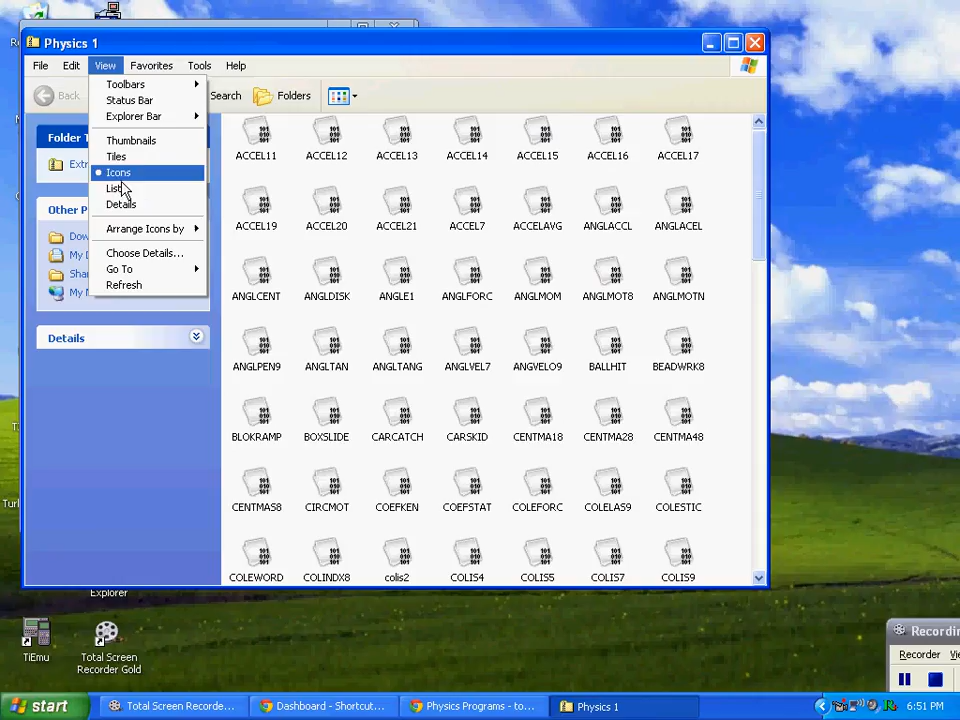 Physics 1
File Edit View Favorites Tools Help
Back Search Folders
Toolbars
Status Bar
Explorer Bar
Thumbnails
Tiles
Icons
List
Details
Arrange Icons by
Choose Details...
Go To
Refresh
Folder T
Extr
Other P
Dow
My D
Shar
My N
Details
ACCEL11 ACCEL12 ACCEL13 ACCEL14 ACCEL15 ACCEL16 ACCEL17
ACCEL19 ACCEL20 ACCEL21 ACCEL7 ACCELAVG ANGLACCL ANGLACEL
ANGLCENT ANGLDISK ANGLE1 ANGLFORC ANGLMOM ANGLMOT8 ANGLMOTN
ANGLPEN9 ANGLTAN ANGLTANG ANGLVEL7 ANGVELO9 BALLHIT BEADWRK8
BLOKRAMP BOXSLIDE CARCATCH CARSKID CENTMA18 CENTMA28 CENTMA48
CENTMAS8 CIRCMOT COEFKEN COEFSTAT COLEFORC COLELAS9 COLESTIC
COLEWORD COLINDX8 colis2 COLIS4 COLIS5 COLIS7 COLIS9
Explorer
TiEmu
Total Screen
Recorder Gold
Recordin
Recorder Vie
start Total Screen Recorde... Dashboard - Shortcut... Physics Programs - to... Physics 1 6:51 PM